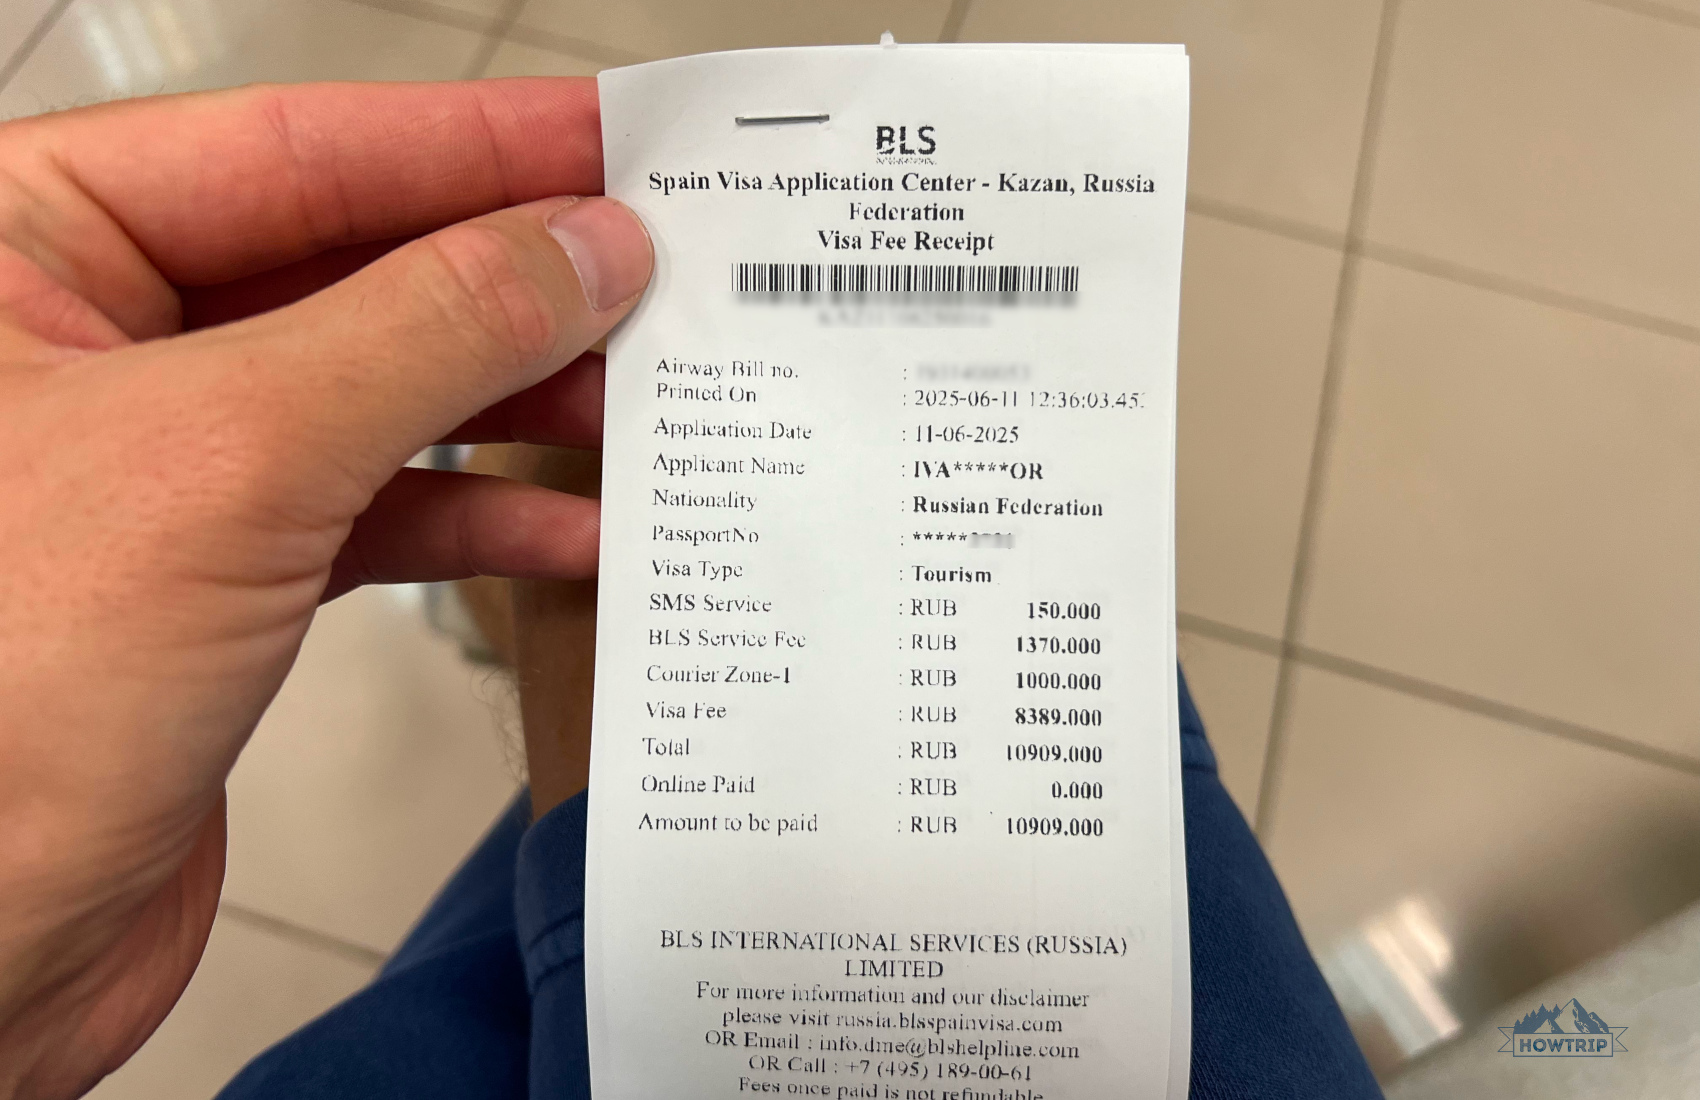 BLS
Spain Visa Application Center - Kazan, Russia
Federation
Visa Fee Receipt
Airway Bill no. :
Printed On : 2025-06-11 12:36:03.45
Application Date : 11-06-2025
Applicant Name : IVA*****OR
Nationality : Russian Federation
PassportNo : *****
Visa Type : Tourism
SMS Service : RUB 150.000
BLS Service Fee : RUB 1370.000
Courier Zone-1 : RUB 1000.000
Visa Fee : RUB 8389.000
Total : RUB 10909.000
Online Paid : RUB 0.000
Amount to be paid : RUB 10909.000
BLS INTERNATIONAL SERVICES (RUSSIA)
LIMITED
For more information and our disclaimer
please visit russia.blsspainvisa.com
OR Email : info.dme@blshelpline.com
OR Call : +7 (495) 189-00-61
Fees once paid is not refundable
HOWTRIP